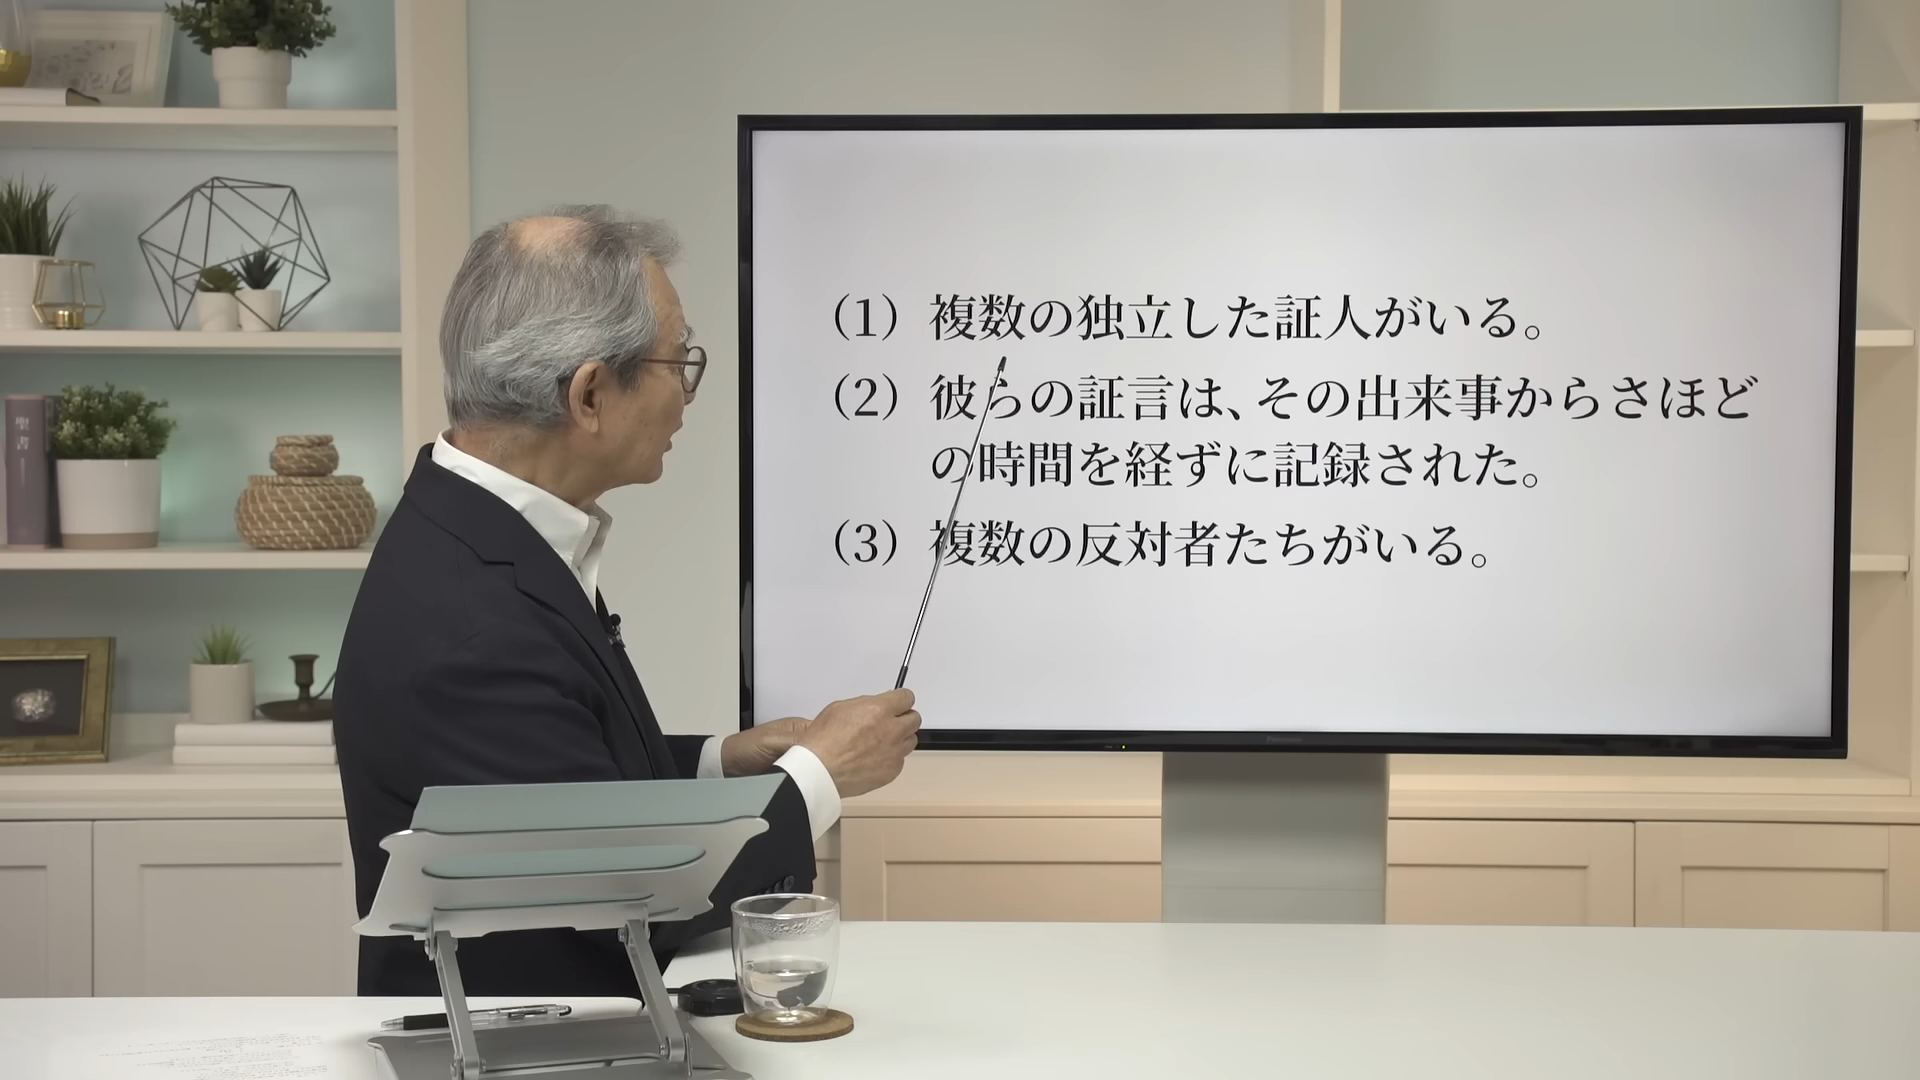 (1) 複数の独立した証人がいる。
(2) 彼らの証言は、その出来事からさほど
の時間を経ずに記録された。
(3) 複数の反対者たちがいる。
聖書